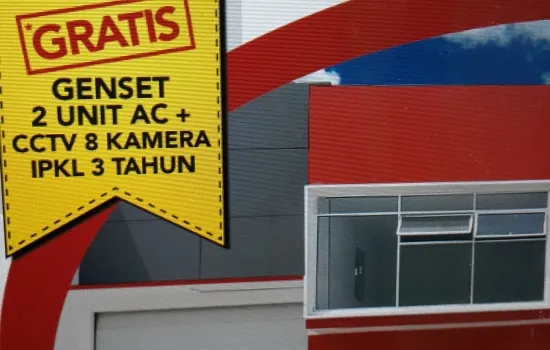 *GRATIS
GENSET
2 UNIT AC +
CCTV 8 KAMERA
IPKL 3 TAHUN